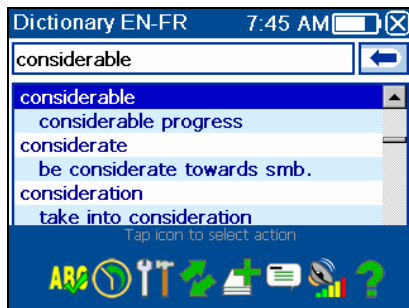 Dictionary EN-FR 7:45 AM
considerable
considerable
considerable progress
considerate
be considerate towards smb.
consideration
take into consideration
Tap icon to select action
ABC